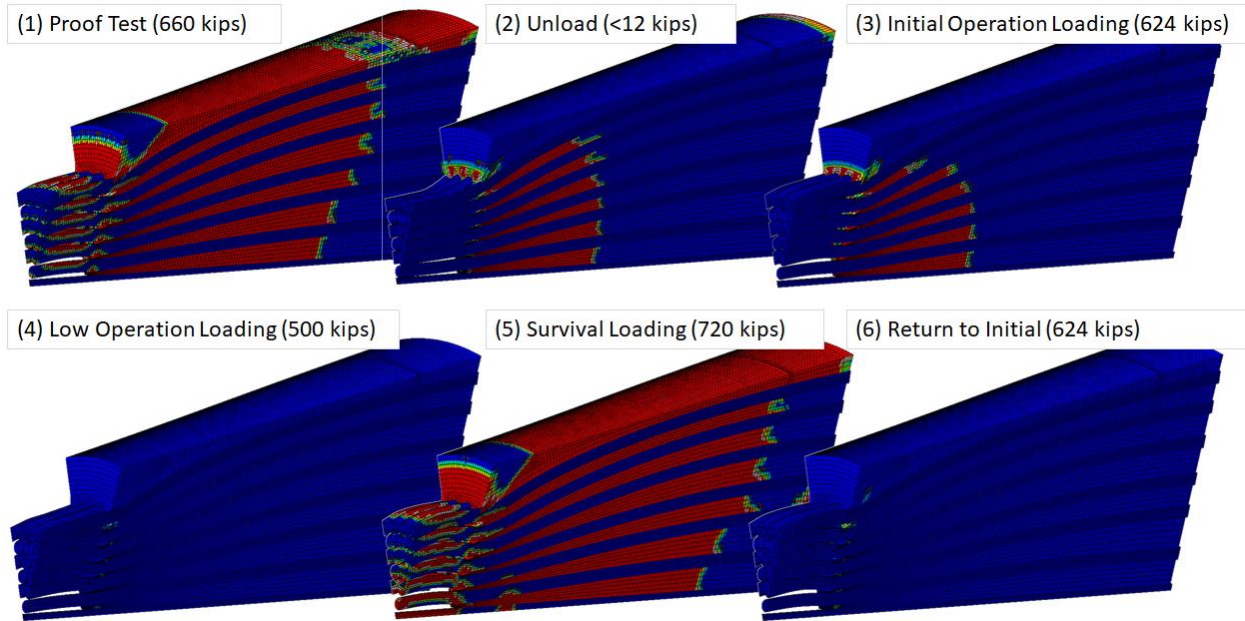 (1) Proof Test (660 kips)
(2) Unload (<12 kips)
(3) Initial Operation Loading (624 kips)
(4) Low Operation Loading (500 kips)
(5) Survival Loading (720 kips)
(6) Return to Initial (624 kips)